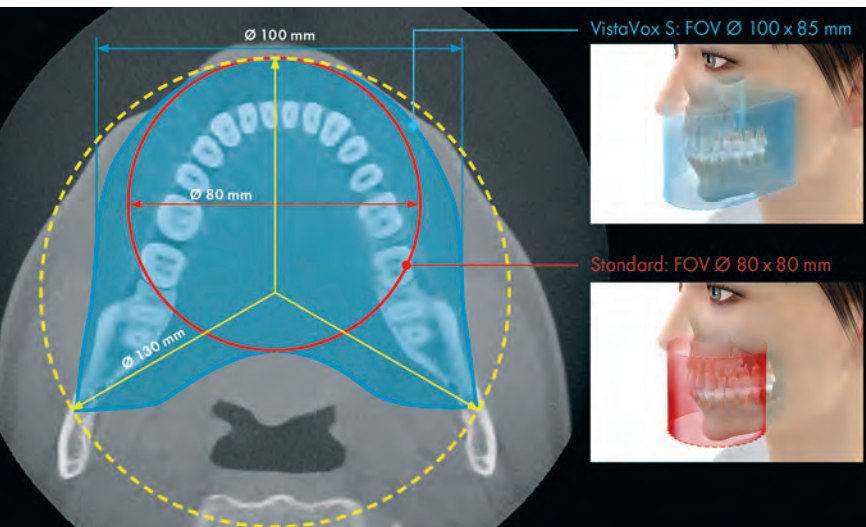 Ø 100 mm
VistaVox S: FOV Ø 100 x 85 mm
Ø 80 mm
Standard: FOV Ø 80 x 80 mm
Ø 130 mm